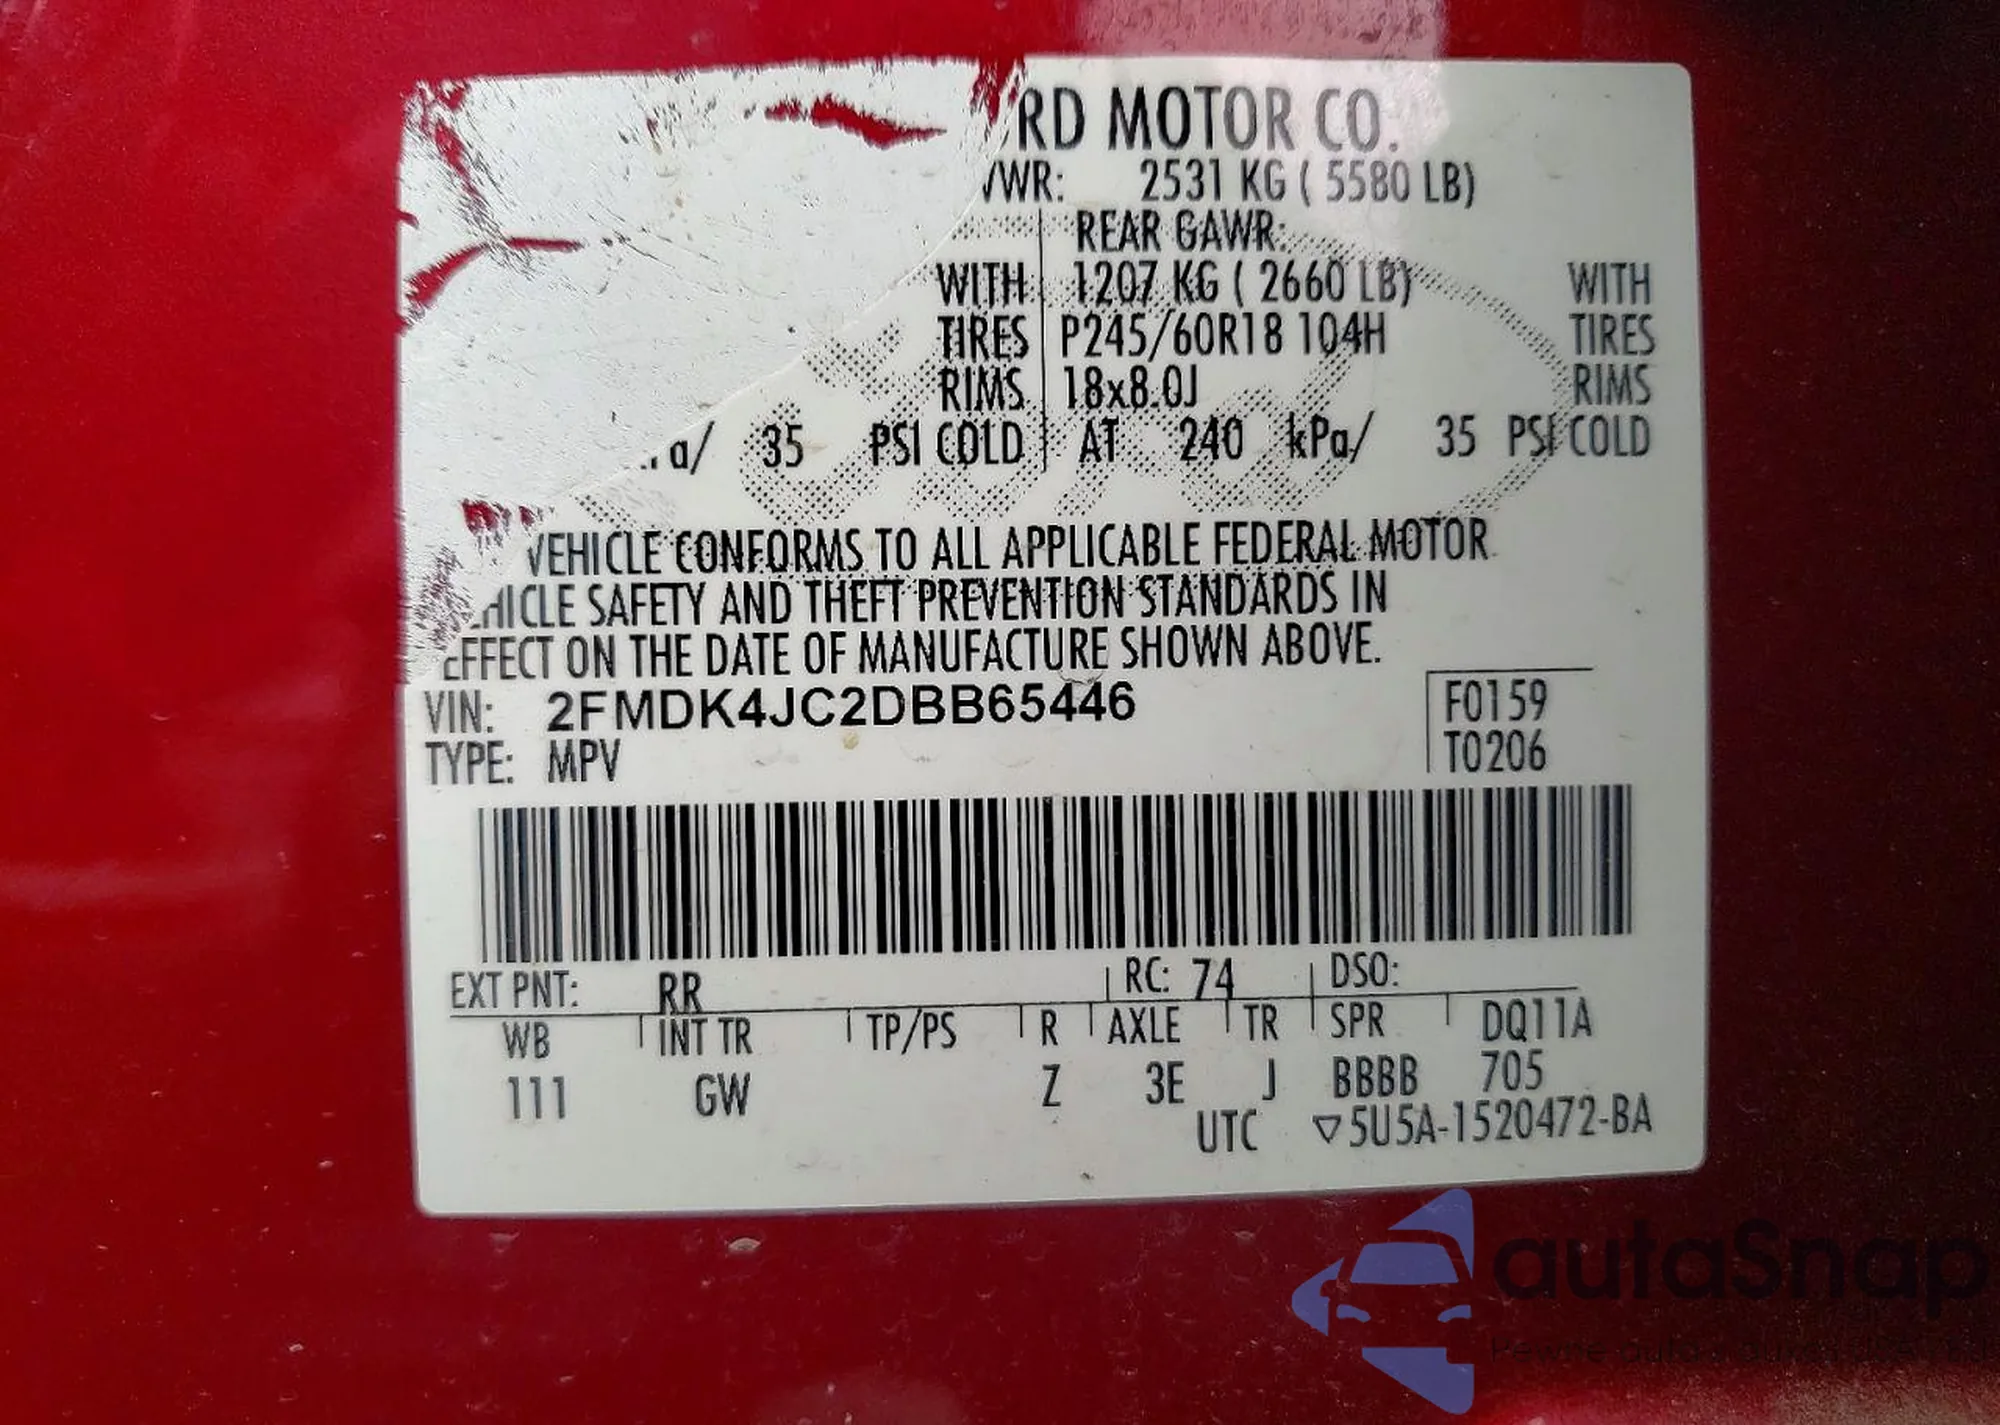 RD MOTOR CO.
VWR: 2531 KG ( 5580 LB)
REAR GAWR:
WITH 1207 KG ( 2660 LB) WITH
TIRES P245/60R18 104H TIRES
RIMS 18x8.0J RIMS
a/ 35 PSI COLD AT 240 kPa/ 35 PSI COLD
VEHICLE CONFORMS TO ALL APPLICABLE FEDERAL MOTOR
HICLE SAFETY AND THEFT PREVENTION STANDARDS IN
EFFECT ON THE DATE OF MANUFACTURE SHOWN ABOVE.
VIN: 2FMDK4JC2DBB65446 F0159
TYPE: MPV T0206
EXT PNT: RR RC: 74 DSO:
WB INT TR TP/PS R AXLE TR SPR DQ11A
111 GW Z 3E J BBBB 705
UTC ▽5U5A-1520472-BA
autaSnap